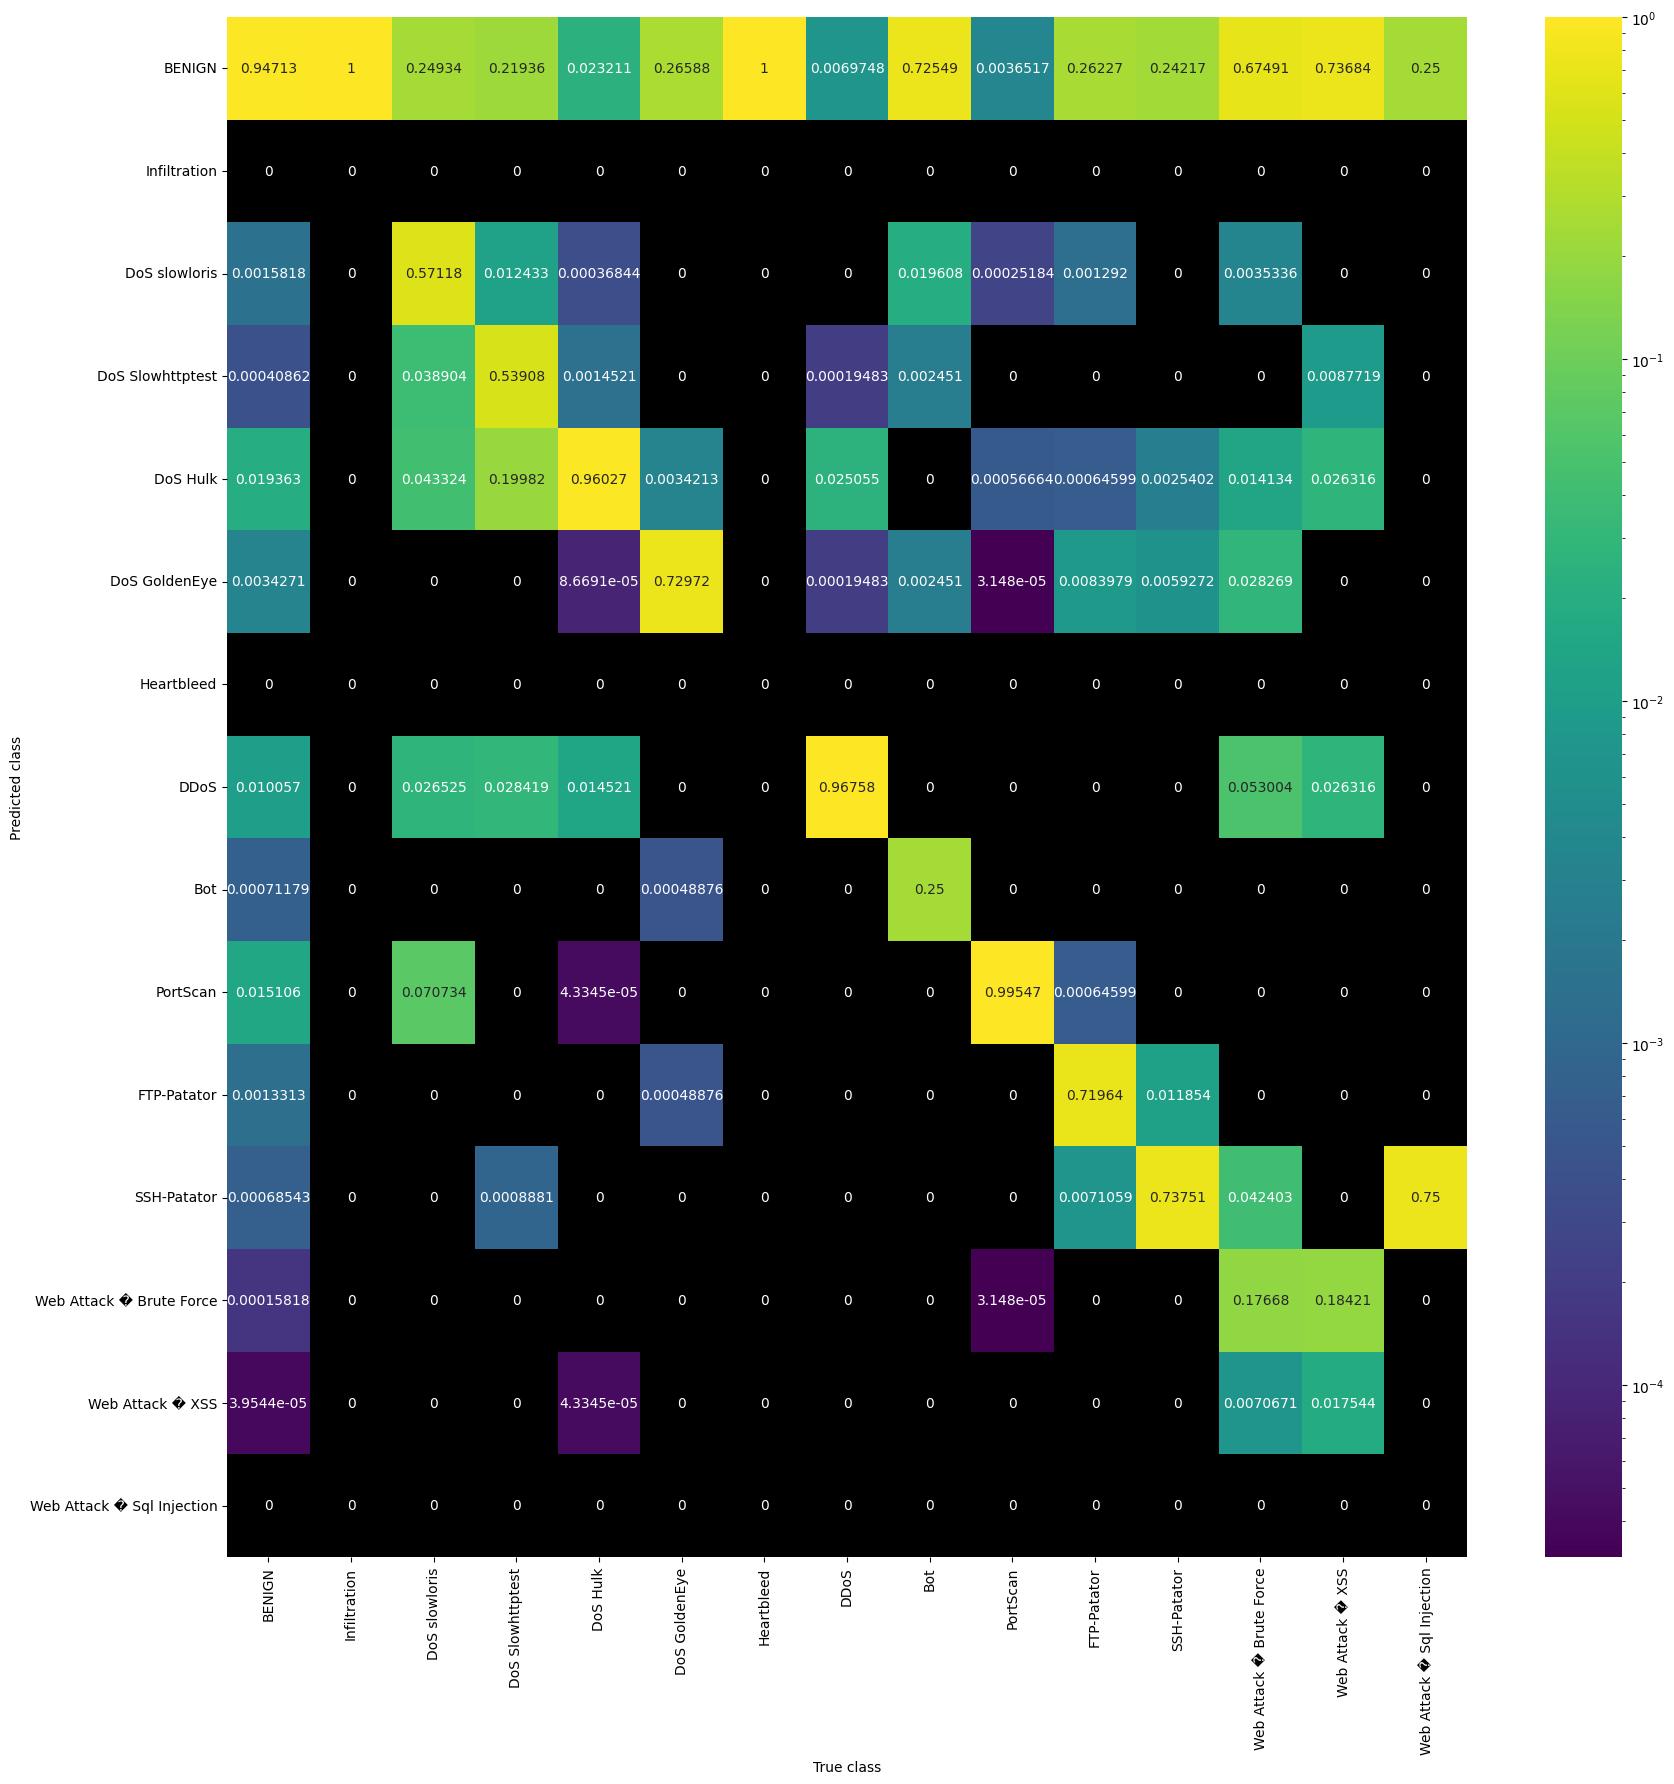 BENIGN 0.94713 1 0.24934 0.21936 0.023211 0.26588 1 0.0069748 0.72549 0.0036517 0.26227 0.24217 0.67491 0.73684 0.25
Infiltration 0 0 0 0 0 0 0 0 0 0 0 0 0 0 0
DoS slowloris 0.0015818 0 0.57118 0.012433 0.00036844 0 0 0 0.019608 0.00025184 0.001292 0 0.0035336 0 0
DoS Slowhttptest 0.00040862 0 0.038904 0.53908 0.0014521 0 0 0.00019483 0.002451 0 0 0 0 0.0087719 0
DoS Hulk 0.019363 0 0.043324 0.19982 0.96027 0.0034213 0 0.025055 0 0.00056664 0.00064599 0.0025402 0.014134 0.026316 0
DoS GoldenEye 0.0034271 0 0 0 8.6691e-05 0.72972 0 0.00019483 0.002451 3.148e-05 0.0083979 0.0059272 0.028269 0 0
Heartbleed 0 0 0 0 0 0 0 0 0 0 0 0 0 0 0
DDoS 0.010057 0 0.026525 0.028419 0.014521 0 0 0.96758 0 0 0 0 0.053004 0.026316 0
Bot 0.00071179 0 0 0 0 0.00048876 0 0 0.25 0 0 0 0 0 0
PortScan 0.015106 0 0.070734 0 4.3345e-05 0 0 0 0 0.99547 0.00064599 0 0 0 0
FTP-Patator 0.0013313 0 0 0 0 0.00048876 0 0 0 0 0.71964 0.011854 0 0 0
SSH-Patator 0.00068543 0 0 0.0008881 0 0 0 0 0 0 0.0071059 0.73751 0.042403 0 0.75
Web Attack � Brute Force 0.00015818 0 0 0 0 0 0 0 0 3.148e-05 0 0 0.17668 0.18421 0
Web Attack � XSS 3.9544e-05 0 0 0 4.3345e-05 0 0 0 0 0 0 0 0.0070671 0.017544 0
Web Attack � Sql Injection 0 0 0 0 0 0 0 0 0 0 0 0 0 0 0
Predicted class
BENIGN
Infiltration
DoS slowloris
DoS Slowhttptest
DoS Hulk
DoS GoldenEye
Heartbleed
DDoS
Bot
PortScan
FTP-Patator
SSH-Patator
Web Attack � Brute Force
Web Attack � XSS
Web Attack � Sql Injection
True class
10⁰
10⁻¹
10⁻²
10⁻³
10⁻⁴